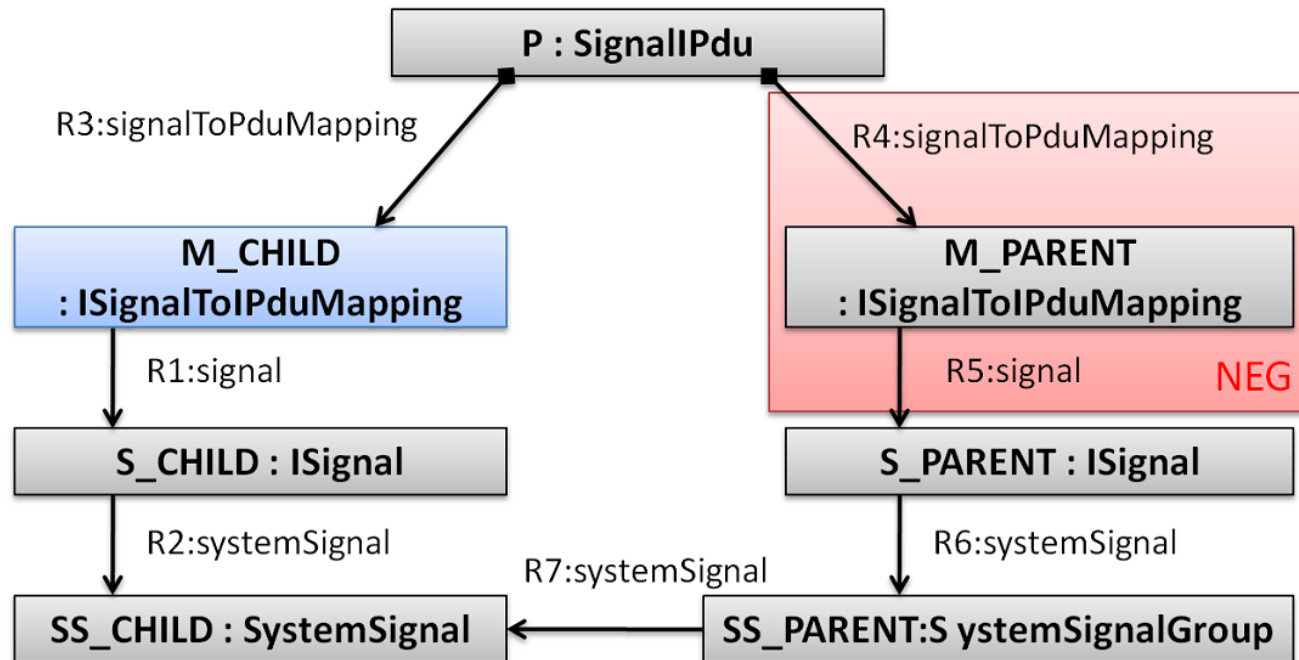 P : SignalIPdu
R3:signalToPduMapping
R4:signalToPduMapping
M_CHILD
: ISignalToIPduMapping
M_PARENT
: ISignalToIPduMapping
R1:signal
R5:signal
NEG
S_CHILD : ISignal
S_PARENT : ISignal
R2:systemSignal
R6:systemSignal
R7:systemSignal
SS_CHILD : SystemSignal
SS_PARENT:S ystemSignalGroup